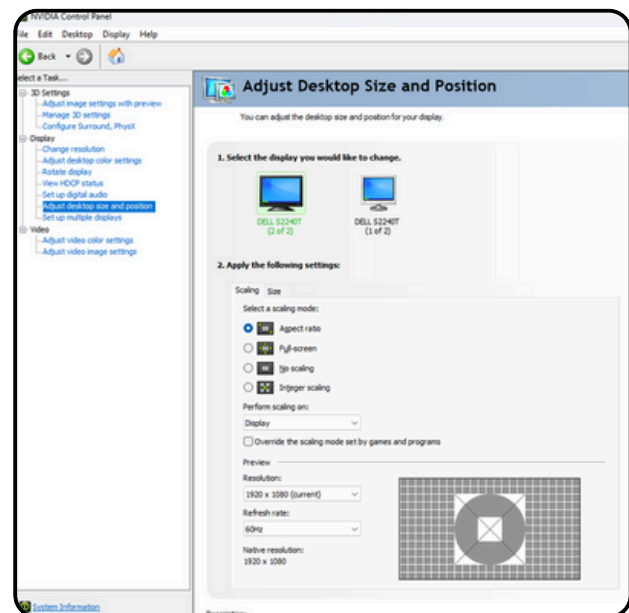 NVIDIA Control Panel
File Edit Desktop Display Help
Back
Select a Task...
3D Settings
Adjust image settings with preview
Manage 3D settings
Configure Surround, PhysX
Display
Change resolution
Adjust desktop color settings
Rotate display
View HDCP status
Set up digital audio
Adjust desktop size and position
Set up multiple displays
Video
Adjust video color settings
Adjust video image settings
System Information
Adjust Desktop Size and Position
You can adjust the desktop size and position for your display.
1. Select the display you would like to change.
DELL S2240T
(2 of 2)
DELL S2240T
(1 of 2)
2. Apply the following settings:
Scaling Size
Select a scaling mode:
Aspect ratio
Full-screen
No scaling
Integer scaling
Perform scaling on:
Display
Override the scaling mode set by games and programs
Preview
Resolution:
1920 x 1080 (current)
Refresh rate:
60Hz
Native resolution:
1920 x 1080